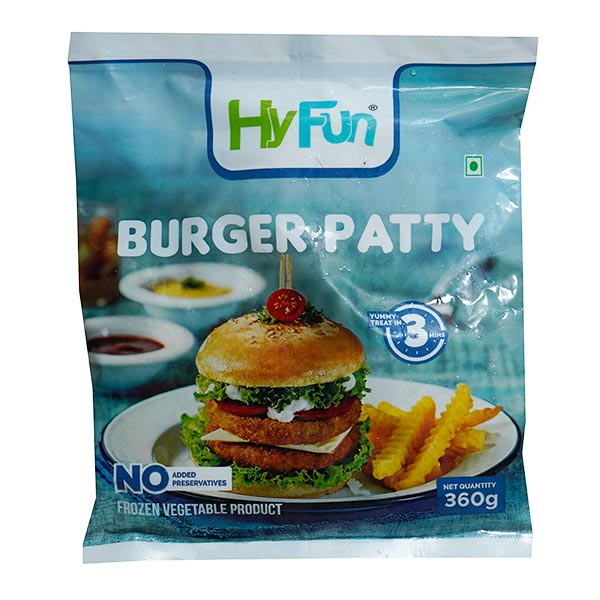 HyFun®
BURGER PATTY
YUMMY
TREAT IN
3
MINS
NO ADDED
PRESERVATIVES
FROZEN VEGETABLE PRODUCT
NET QUANTITY
360g